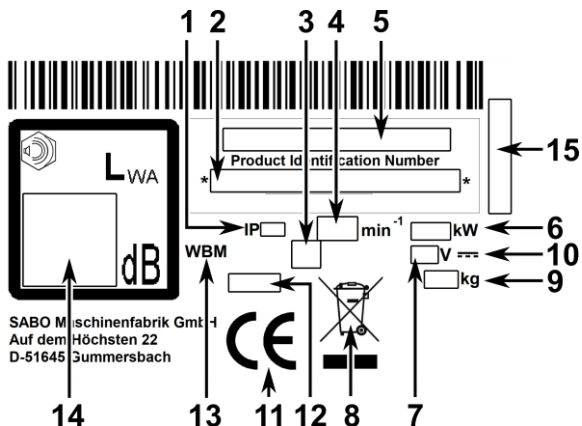 1 2 3 4 5
Product Identification Number
* *
15
LWA
dB
IP
min-1
kW
6
WBM
V
10
kg
9
SABO Maschinenfabrik GmbH
Auf dem Höchsten 22
D-51645 Gummersbach
CE
14 13 11 12 8 7